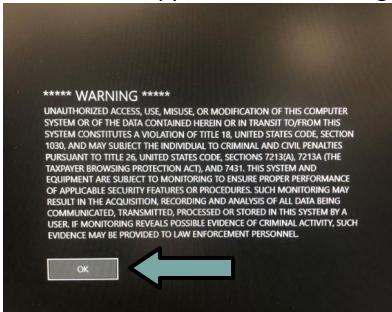 ***** WARNING *****
UNAUTHORIZED ACCESS, USE, MISUSE, OR MODIFICATION OF THIS COMPUTER
SYSTEM OR OF THE DATA CONTAINED HEREIN OR IN TRANSIT TO/FROM THIS
SYSTEM CONSTITUTES A VIOLATION OF TITLE 18, UNITED STATES CODE, SECTION
1030, AND MAY SUBJECT THE INDIVIDUAL TO CRIMINAL AND CIVIL PENALTIES
PURSUANT TO TITLE 26, UNITED STATES CODE, SECTIONS 7213(A), 7213A (THE
TAXPAYER BROWSING PROTECTION ACT), AND 7431. THIS SYSTEM AND
EQUIPMENT ARE SUBJECT TO MONITORING TO ENSURE PROPER PERFORMANCE
OF APPLICABLE SECURITY FEATURES OR PROCEDURES. SUCH MONITORING MAY
RESULT IN THE ACQUISITION, RECORDING AND ANALYSIS OF ALL DATA BEING
COMMUNICATED, TRANSMITTED, PROCESSED OR STORED IN THIS SYSTEM BY A
USER. IF MONITORING REVEALS POSSIBLE EVIDENCE OF CRIMINAL ACTIVITY, SUCH
EVIDENCE MAY BE PROVIDED TO LAW ENFORCEMENT PERSONNEL.
OK